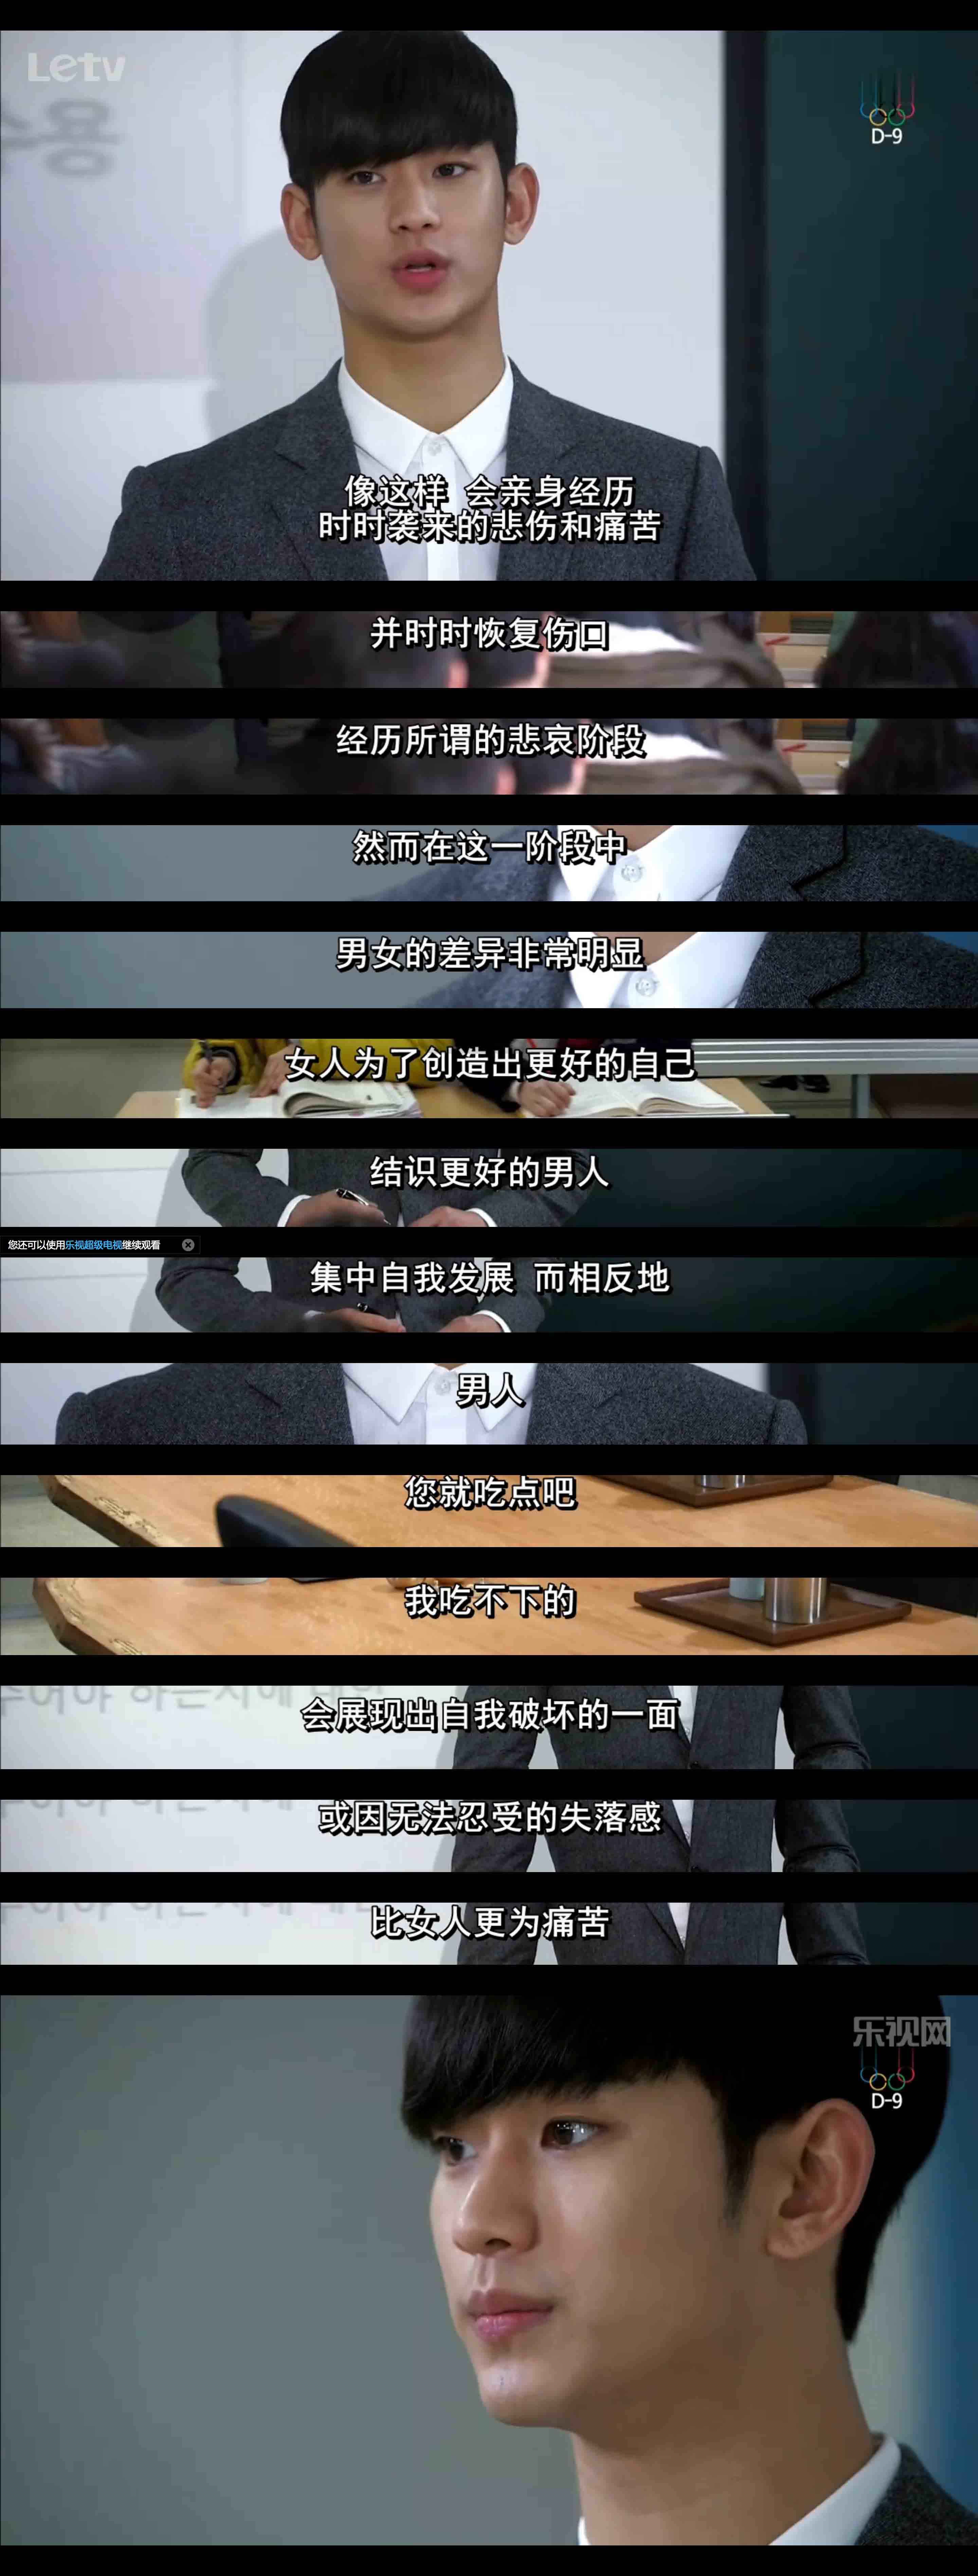 Letv
용
D-9
像这样 会亲身经历
时时袭来的悲伤和痛苦
并时时恢复伤口
经历所谓的悲哀阶段
然而在这一阶段中
男女的差异非常明显
女人为了创造出更好的自己
结识更好的男人
您还可以使用乐视超级电视继续观看
集中自我发展 而相反地
男人
您就吃点吧
我吃不下的
会展现出自我破坏的一面
或因无法忍受的失落感
比女人更为痛苦
乐视网
D-9